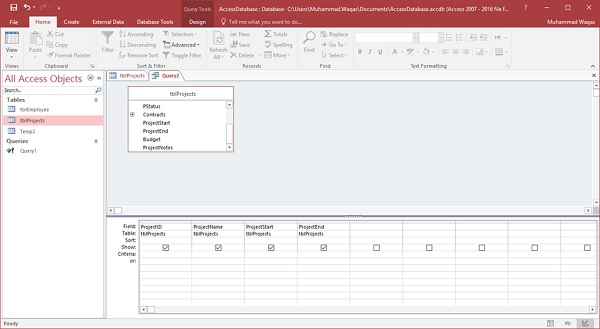 Query Tools
AccessDatabase : Database- C:\Users\Muhammad.Waqas\Documents\AccessDatabase.accdb (Access 2007 - 2016 file f...
Muhammad Waqas
File Home Create External Data Database Tools Design Tell me what you want to do...
View
Paste
Cut
Copy
Format Painter
Filter
Ascending
Descending
Remove Sort
Selection
Advanced
Toggle Filter
Refresh All
New
Save
Delete
Totals
Spelling
More
Find
Views Clipboard Sort & Filter Records Find Text Formatting
All Access Objects
Search...
Tables
tblEmployee
tblProjects
Temp2
Queries
Query1
tblProjects Query2
tblProjects
PStatus
Contracts
ProjectStart
ProjectEnd
Budget
ProjectNotes
Field: ProjectID ProjectName ProjectStart ProjectEnd
Table: tblProjects tblProjects tblProjects tblProjects
Sort:
Show:
Criteria:
or:
Ready